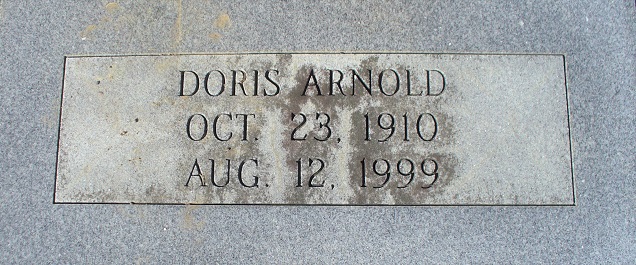 DORIS ARNOLD
OCT. 23, 1910
AUG. 12, 1999